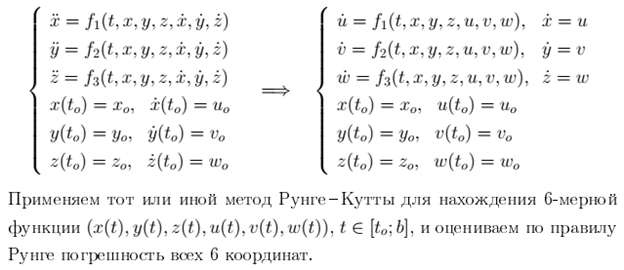 ẍ = f₁(t, x, y, z, ẋ, ẏ, ż)
ÿ = f₂(t, x, y, z, ẋ, ẏ, ż)
z̈ = f₃(t, x, y, z, ẋ, ẏ, ż)
x(tₒ) = xₒ, ẋ(tₒ) = uₒ
y(tₒ) = yₒ, ẏ(tₒ) = vₒ
z(tₒ) = zₒ, ż(tₒ) = wₒ
⟹
u̇ = f₁(t, x, y, z, u, v, w), ẋ = u
v̇ = f₂(t, x, y, z, u, v, w), ẏ = v
ẇ = f₃(t, x, y, z, u, v, w), ż = w
x(tₒ) = xₒ, u(tₒ) = uₒ
y(tₒ) = yₒ, v(tₒ) = vₒ
z(tₒ) = zₒ, w(tₒ) = wₒ
Применяем тот или иной метод Рунге–Кутты для нахождения 6-мерной
функции (x(t), y(t), z(t), u(t), v(t), w(t)), t ∈ [tₒ; b], и оцениваем по правилу
Рунге погрешность всех 6 координат.